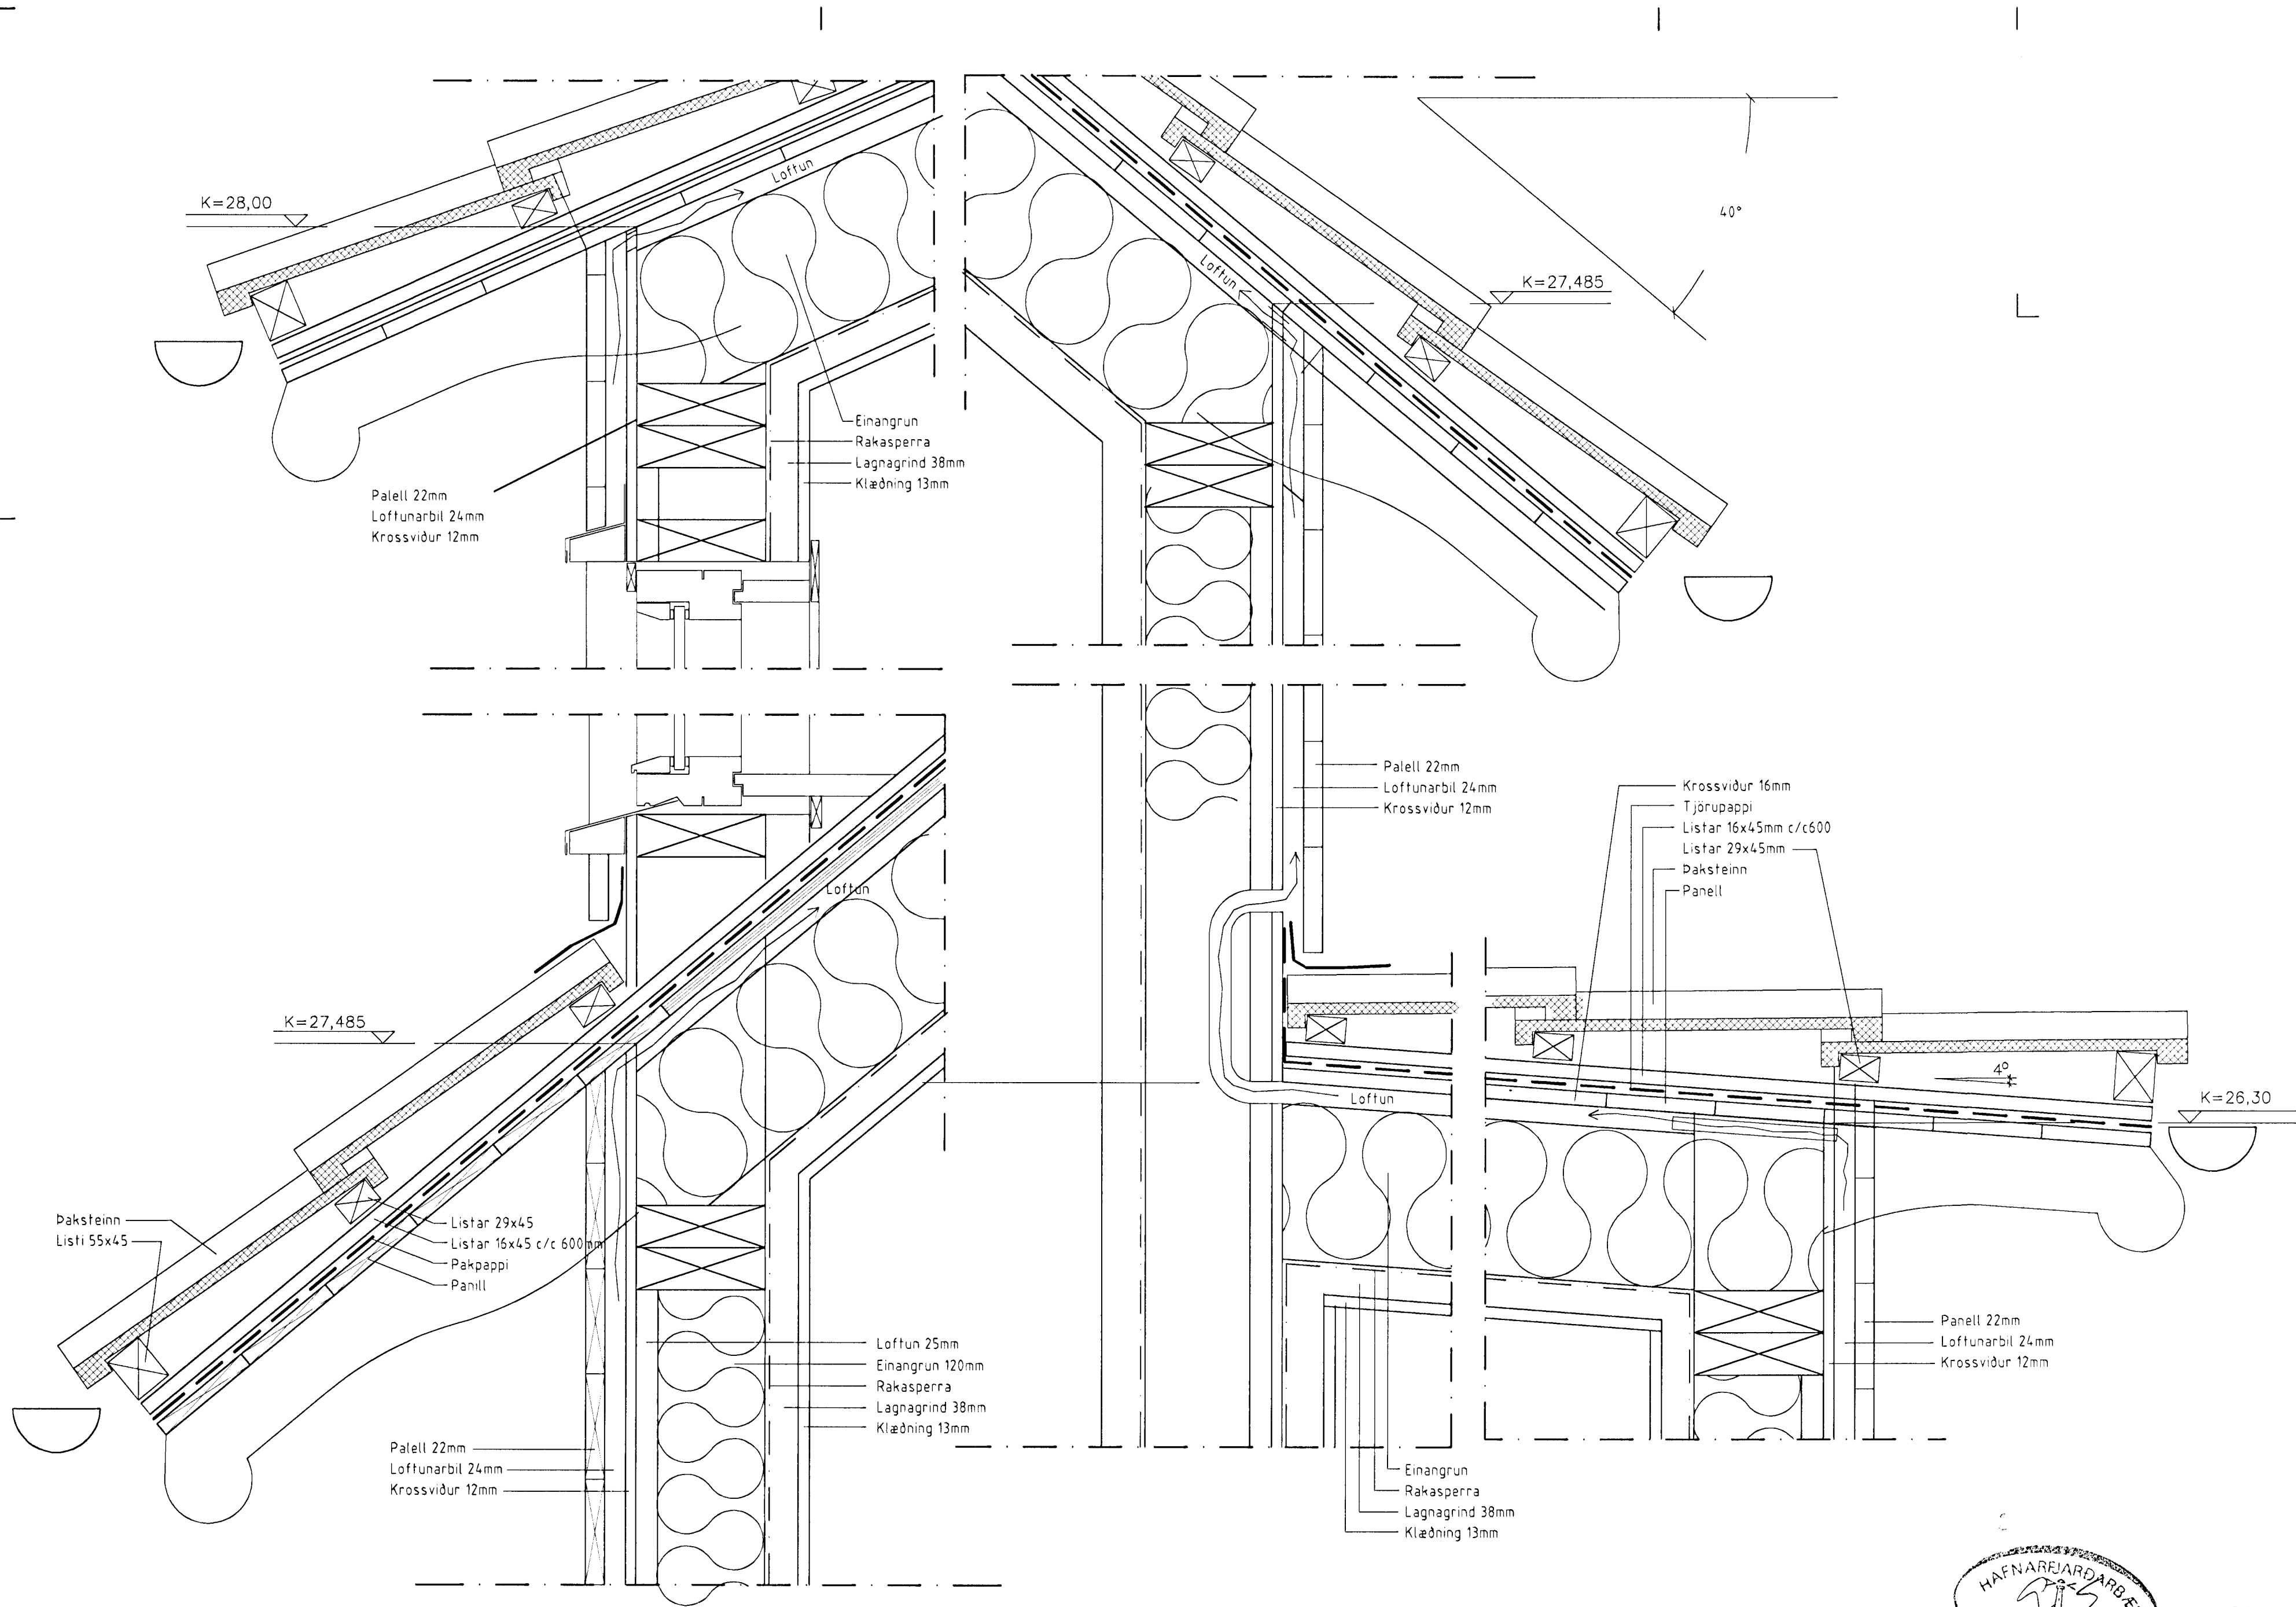 K=28,00
Loftun
Einangrun
Rakasperra
Lagnagrind 38mm
Klæðning 13mm
Palell 22mm
Loftunarbil 24mm
Krossviður 12mm
Loftun
40°
K=27,485
Palell 22mm
Loftunarbil 24mm
Krossviður 12mm
Krossviður 16mm
Tjörupappi
Listar 16x45mm c/c600
Listar 29x45mm
Þaksteinn
Panell
Loftun
K=27,485
Loftun
4°
K=26,30
Þaksteinn
Listi 55x45
Listar 29x45
Listar 16x45 c/c 600mm
Pakpappi
Panill
Loftun 25mm
Einangrun 120mm
Rakasperra
Lagnagrind 38mm
Klæðning 13mm
Palell 22mm
Loftunarbil 24mm
Krossviður 12mm
Panell 22mm
Loftunarbil 24mm
Krossviður 12mm
Einangrun
Rakasperra
Lagnagrind 38mm
Klæðning 13mm